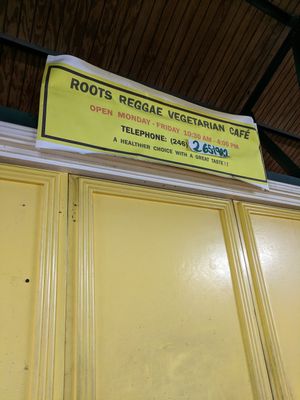 ROOTS REGGAE VEGETARIAN CAFÉ
OPEN MONDAY - FRIDAY 10:30 AM - 4:00 PM
TELEPHONE: (246)
A HEALTHIER CHOICE WITH A GREAT TASTE!!